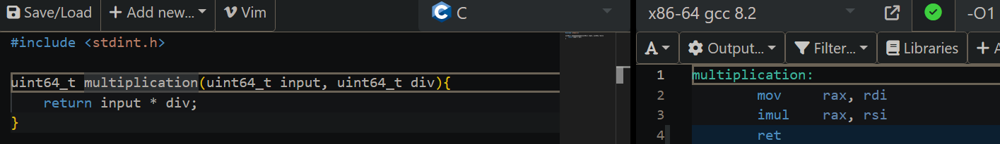 Save/Load + Add new... Vim C
#include <stdint.h>
uint64_t multiplication(uint64_t input, uint64_t div){
return input * div;
}
x86-64 gcc 8.2 -O1
A Output... Filter... Libraries + A
1 multiplication:
2 mov rax, rdi
3 imul rax, rsi
4 ret